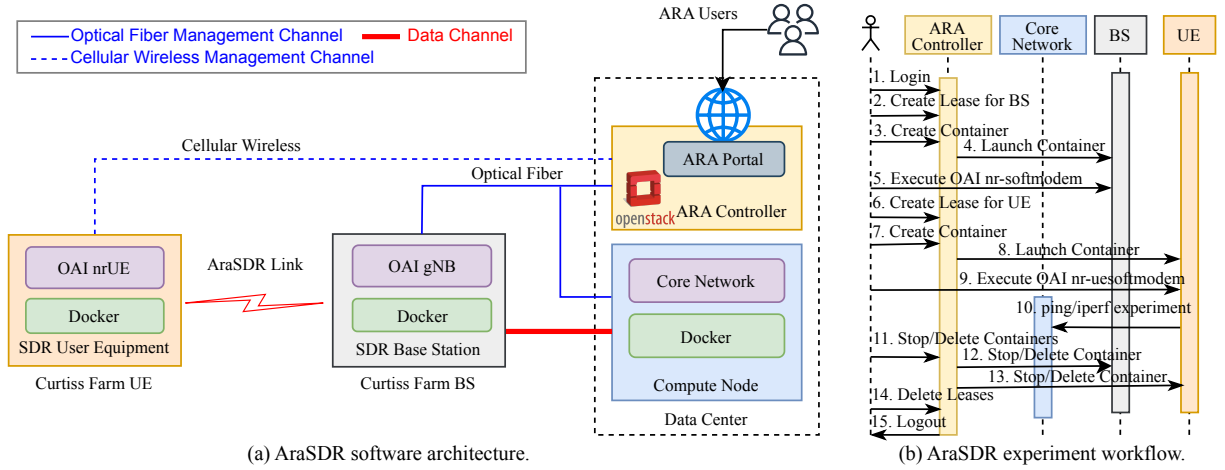 Optical Fiber Management Channel
Data Channel
Cellular Wireless Management Channel
ARA Users
Cellular Wireless
Optical Fiber
ARA Portal
openstack
ARA Controller
OAI nrUE
Docker
SDR User Equipment
Curtiss Farm UE
AraSDR Link
OAI gNB
Docker
SDR Base Station
Curtiss Farm BS
Core Network
Docker
Compute Node
Data Center
(a) AraSDR software architecture.
ARA
Controller
Core
Network
BS
UE
1. Login
2. Create Lease for BS
3. Create Container
4. Launch Container
5. Execute OAI nr-softmodem
6. Create Lease for UE
7. Create Container
8. Launch Container
9. Execute OAI nr-uesoftmodem
10. ping/iperf experiment
11. Stop/Delete Containers
12. Stop/Delete Container
13. Stop/Delete Container
14. Delete Leases
15. Logout
(b) AraSDR experiment workflow.